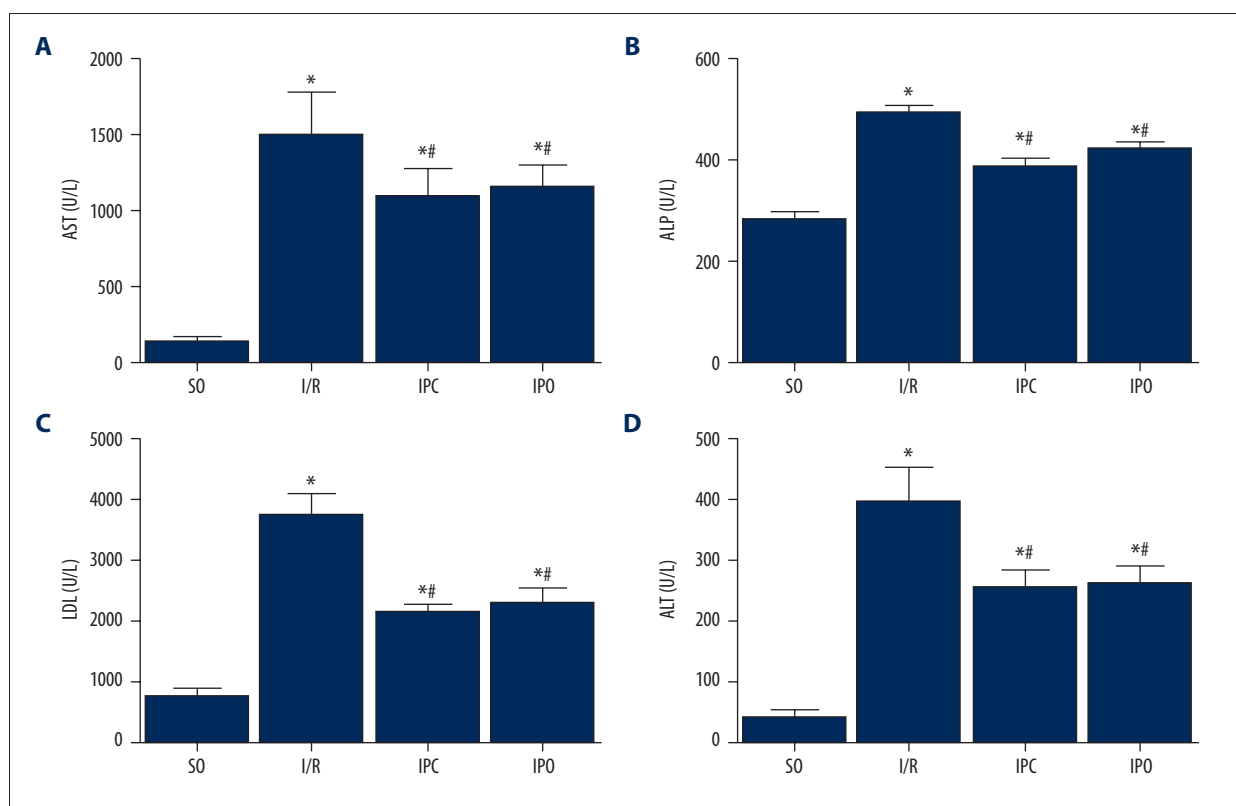 A
AST (U/L)
2000
1500
1000
500
0
*
*#
*#
SO
I/R
IPC
IPO
B
ALP (U/L)
600
400
200
0
*
*#
*#
SO
I/R
IPC
IPO
C
LDL (U/L)
5000
4000
3000
2000
1000
0
*
*#
*#
SO
I/R
IPC
IPO
D
ALT (U/L)
500
400
300
200
100
0
*
*#
*#
SO
I/R
IPC
IPO